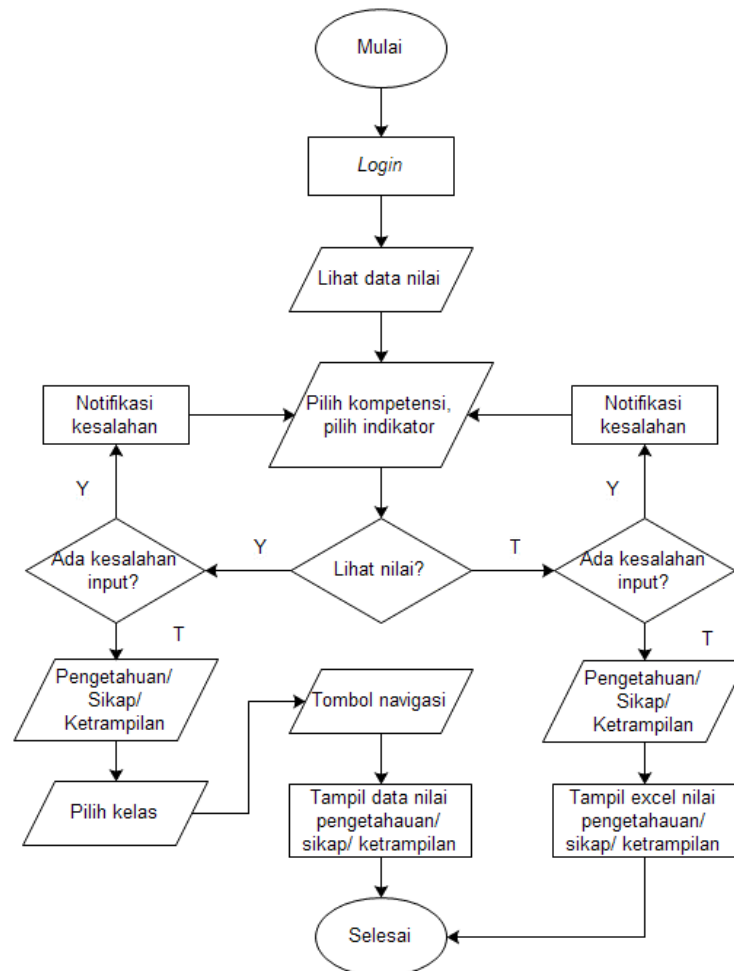 Mulai
Login
Lihat data nilai
Notifikasi
kesalahan
Pilih kompetensi,
pilih indikator
Notifikasi
kesalahan
Y
Y
Ada kesalahan
input?
Y
Lihat nilai?
T
Ada kesalahan
input?
T
T
Pengetahuan/
Sikap/
Ketrampilan
Tombol navigasi
Pengetahuan/
Sikap/
Ketrampilan
Pilih kelas
Tampil data nilai
pengetahauan/
sikap/ ketrampilan
Tampil excel nilai
pengetahauan/
sikap/ ketrampilan
Selesai